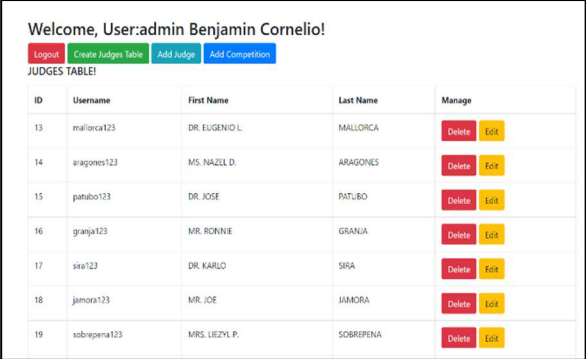 Welcome, User:admin Benjamin Cornelio!
Logout Create Judges Table Add Judge Add Competition
JUDGES TABLE!
ID Username First Name Last Name Manage
13 mallorca123 DR. EUGENIO L. MALLORCA Delete Edit
14 aragones123 MS. NAZEL D. ARAGONES Delete Edit
15 patubo123 DR. JOSE PATUBO Delete Edit
16 granja123 MR. RONNIE GRANJA Delete Edit
17 sira123 DR. KARLO SIRA Delete Edit
18 jamora123 MR. JOE JAMORA Delete Edit
19 sobrepena123 MRS. LIEZYL P. SOBREPENA Delete Edit